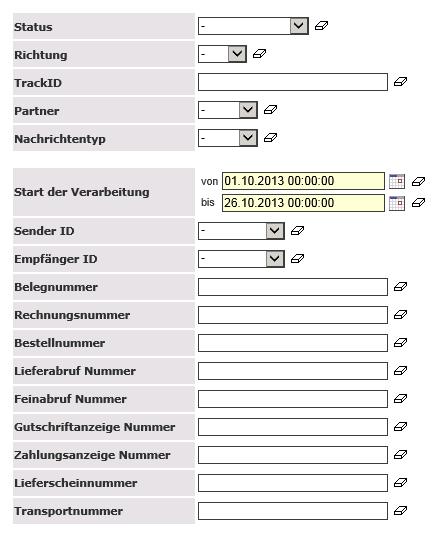 Status -
Richtung -
TrackID
Partner -
Nachrichtentyp -
Start der Verarbeitung
von 01.10.2013 00:00:00
bis 26.10.2013 00:00:00
Sender ID -
Empfänger ID -
Belegnummer
Rechnungsnummer
Bestellnummer
Lieferabruf Nummer
Feinabruf Nummer
Gutschriftanzeige Nummer
Zahlungsanzeige Nummer
Lieferscheinnummer
Transportnummer